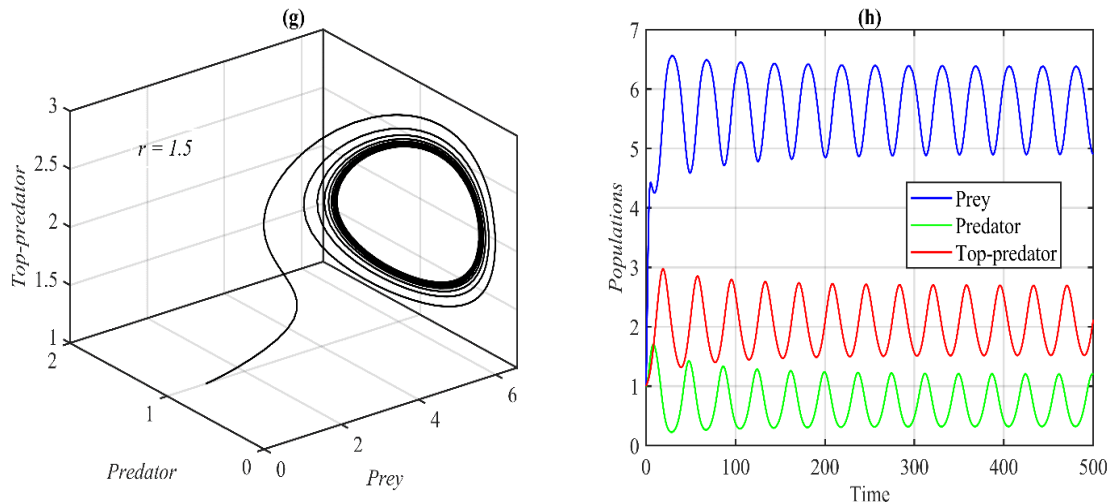 (g)
r = 1.5
Top-predator
3
2.5
2
1.5
1
2
1
0
Predator
0
2
4
6
Prey
(h)
Populations
7
6
5
4
3
2
1
0
Prey
Predator
Top-predator
0 100 200 300 400 500
Time